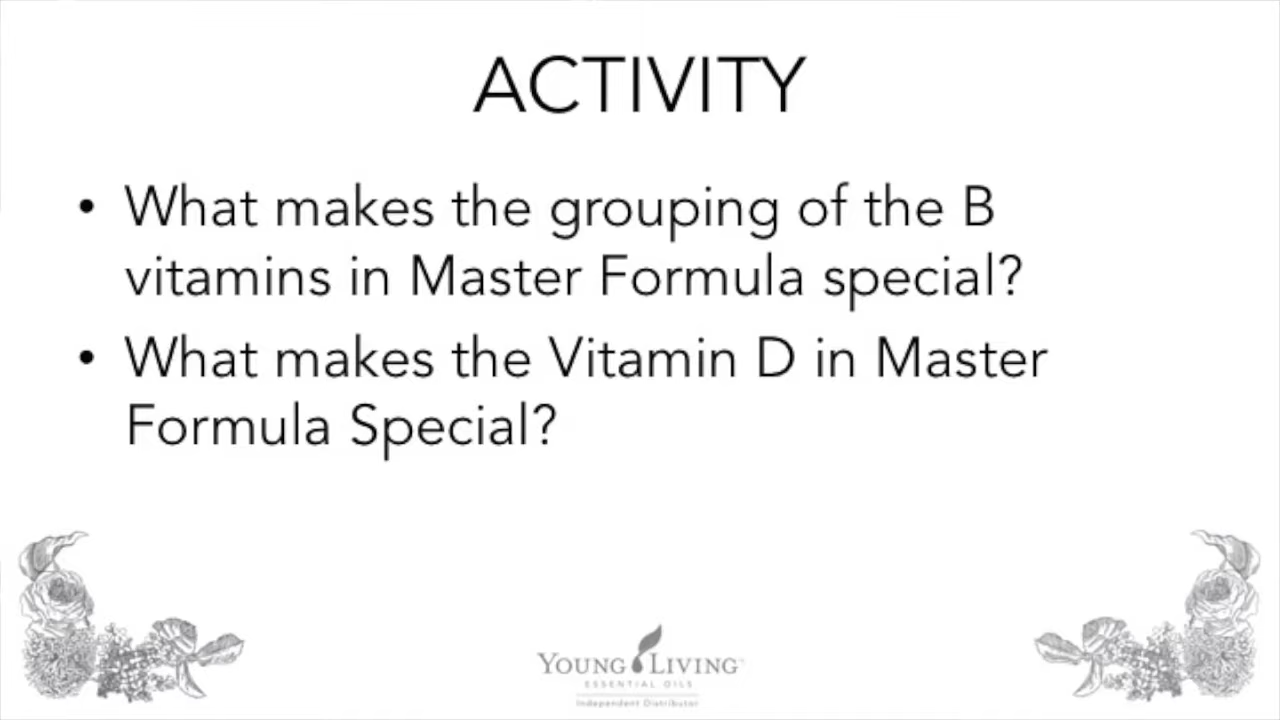 ACTIVITY
• What makes the grouping of the B
vitamins in Master Formula special?
• What makes the Vitamin D in Master
Formula Special?
YOUNG LIVING™
ESSENTIAL OILS
Independent Distributor